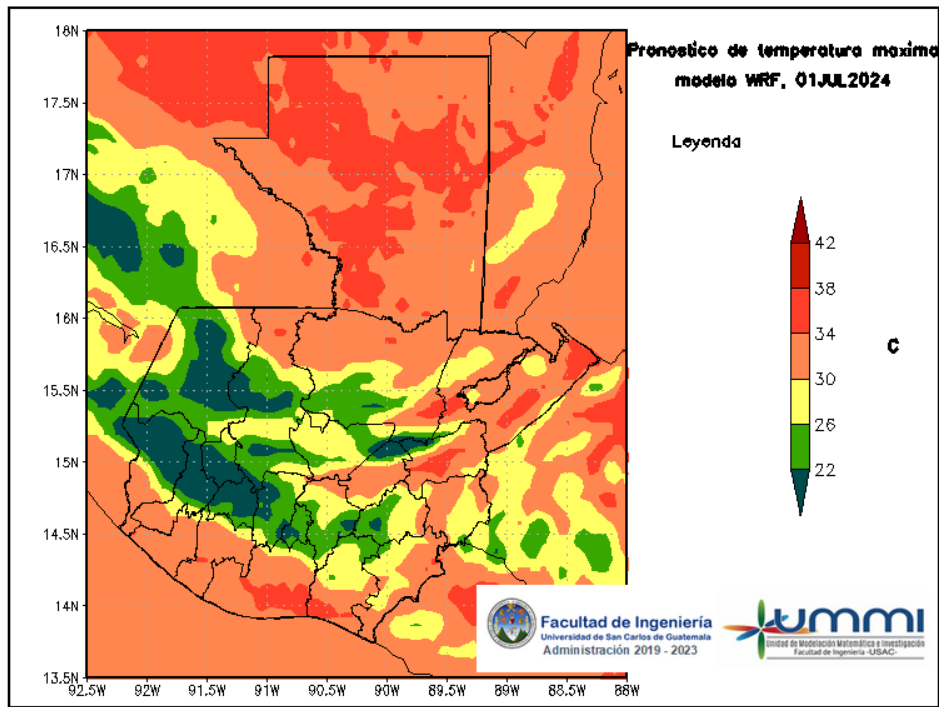 Pronostico de temperatura maxima
modelo WRF, 01JUL2024
Leyenda
42
38
34
30
26
22
C
18N
17.5N
17N
16.5N
16N
15.5N
15N
14.5N
14N
13.5N
92.5W 92W 91.5W 91W 90.5W 90W 89.5W 89W 88.5W 88W
Facultad de Ingeniería
Universidad de San Carlos de Guatemala
Administración 2019 - 2023
ummi
Unidad de Modelación Matemática e Investigación
Facultad de Ingeniería -USAC-